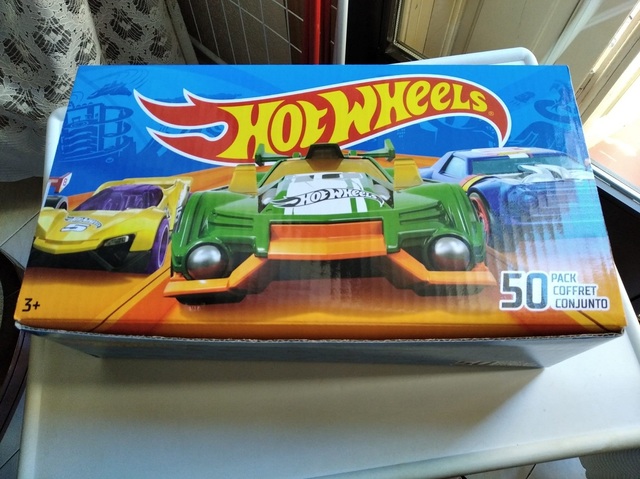 HOT WHEELS
HOT WHEELS
3+
50 PACK
COFFRET
CONJUNTO